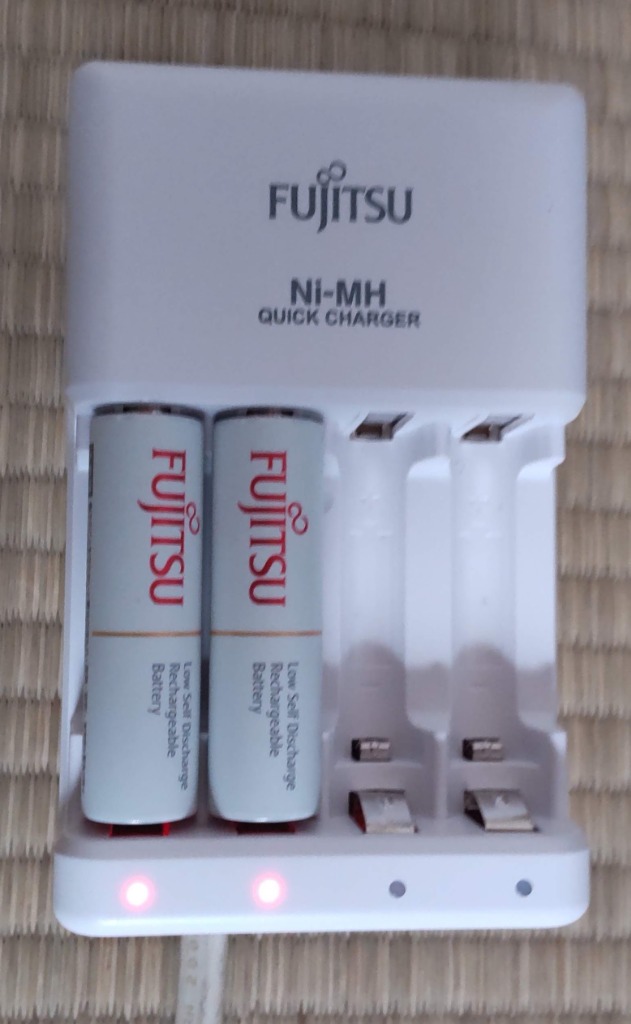 FUJITSU
Ni-MH
QUICK CHARGER
FUJITSU
Low Self Discharge
Rechargeable
Battery
FUJITSU
Low Self Discharge
Rechargeable
Battery